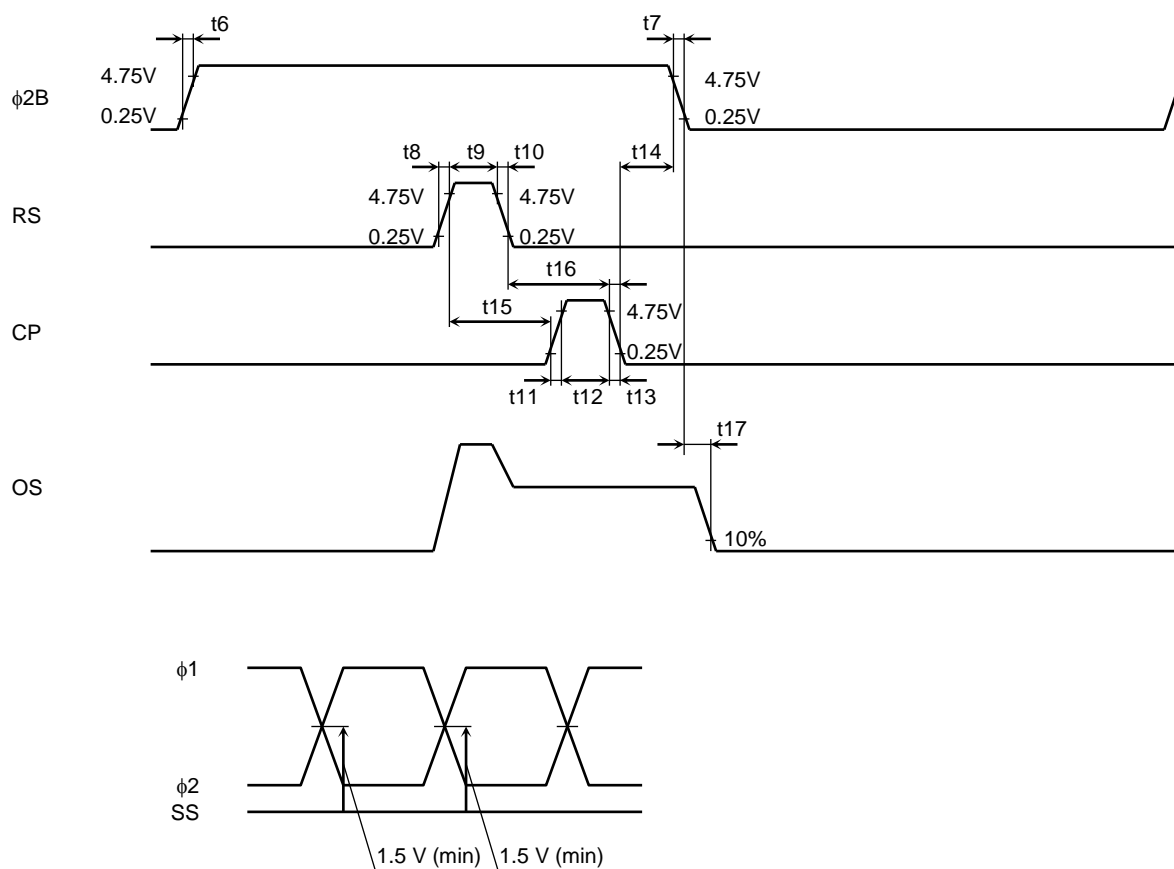 t6
t7
4.75V
4.75V
ϕ2B
0.25V
0.25V
t8
t9
t10
t14
4.75V
4.75V
RS
0.25V
0.25V
t16
t15
4.75V
CP
0.25V
t11
t12
t13
t17
OS
10%
ϕ1
ϕ2
SS
1.5 V (min)
1.5 V (min)